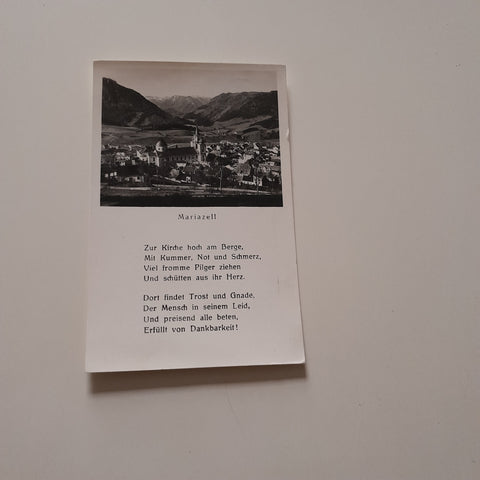 Mariazell
Zur Kirche hoch am Berge,
Mit Kummer, Not und Schmerz,
Viel fromme Pilger ziehen
Und schütten aus ihr Herz.
Dort findet Trost und Gnade,
Der Mensch in seinem Leid,
Und preisend alle beten,
Erfüllt von Dankbarkeit!